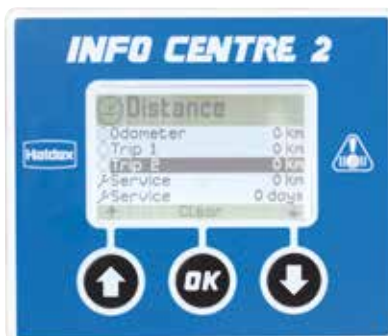 INFO CENTRE 2
Distance
Odometer 0 km
Trip 1 0 km
Trip 2 0 km
Service 0 km
Service 0 days
Clear
Haldex
OK